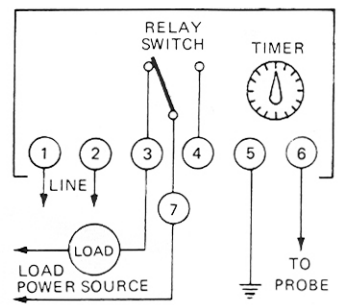 RELAY
SWITCH
TIMER
1 2 3 4 5 6
LINE
7
LOAD
LOAD
POWER SOURCE
TO
PROBE